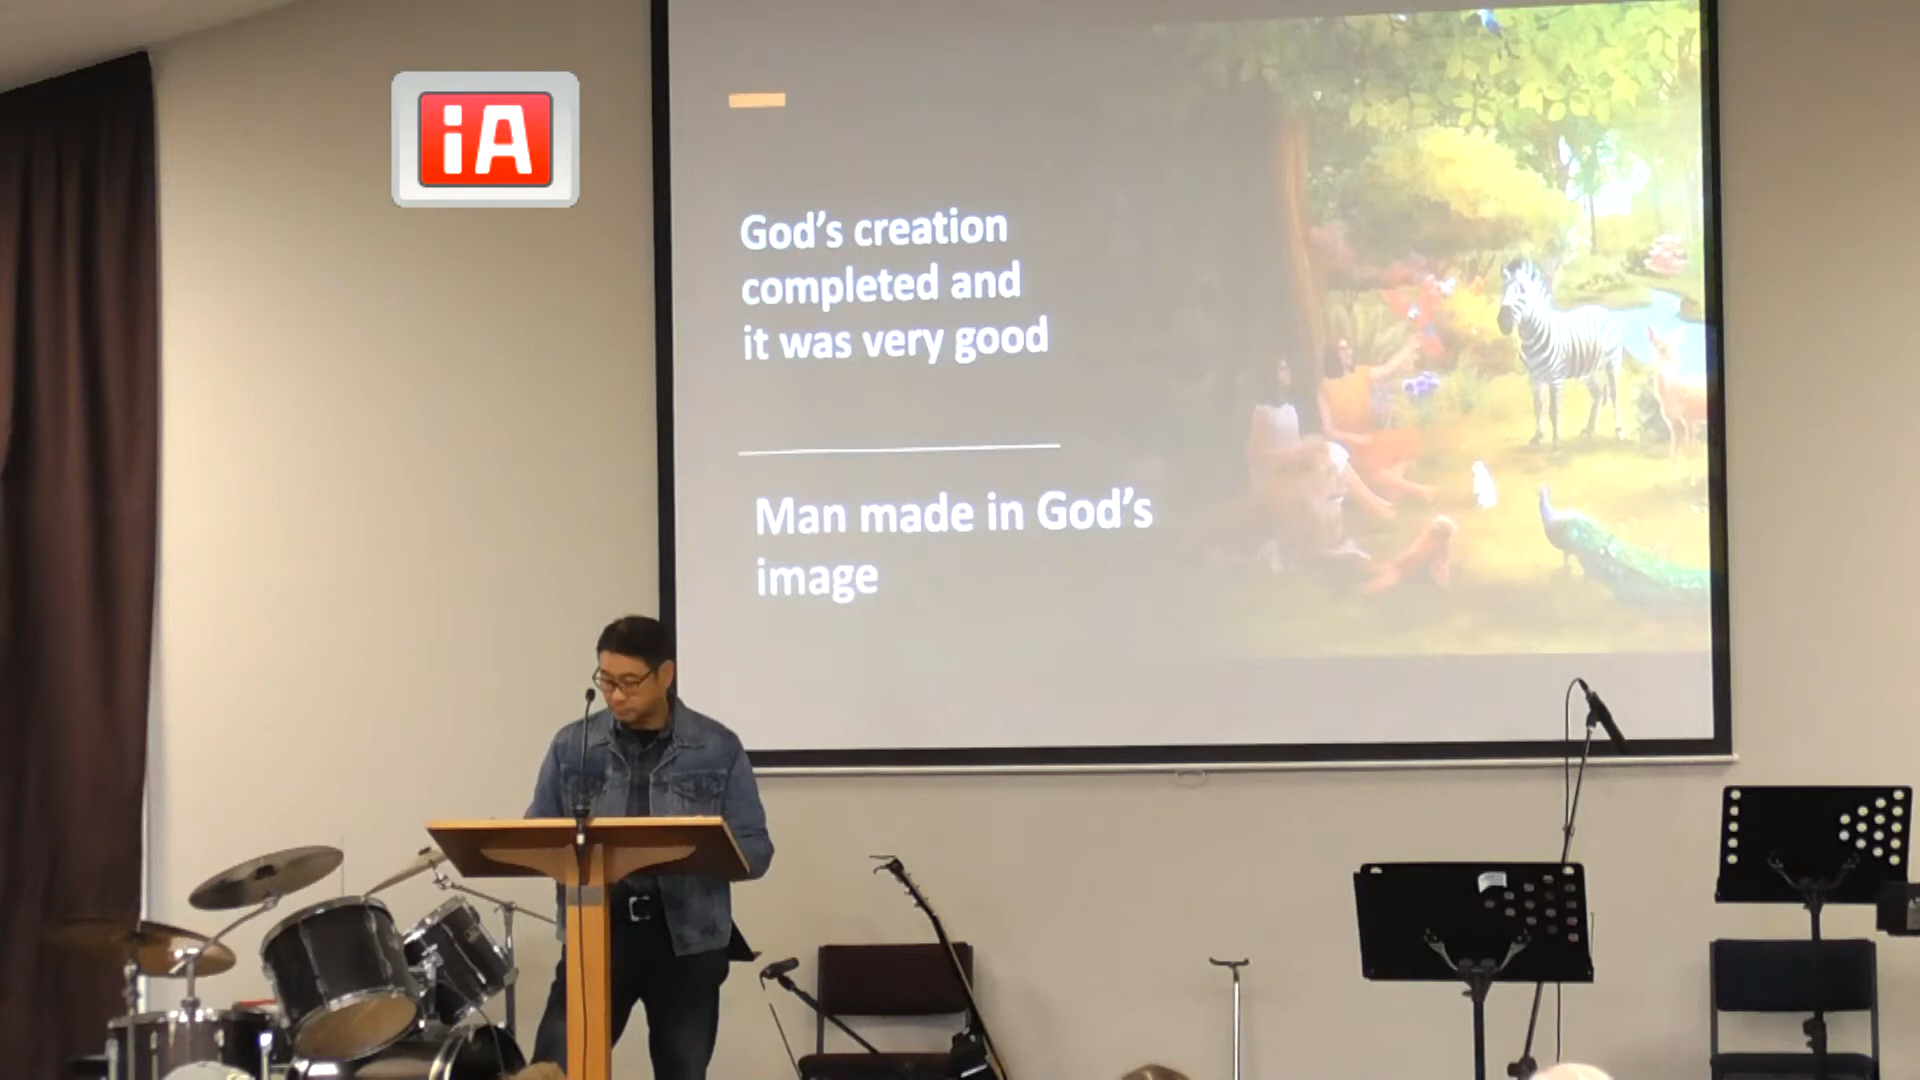 iA
God's creation
completed and
it was very good
Man made in God's
image